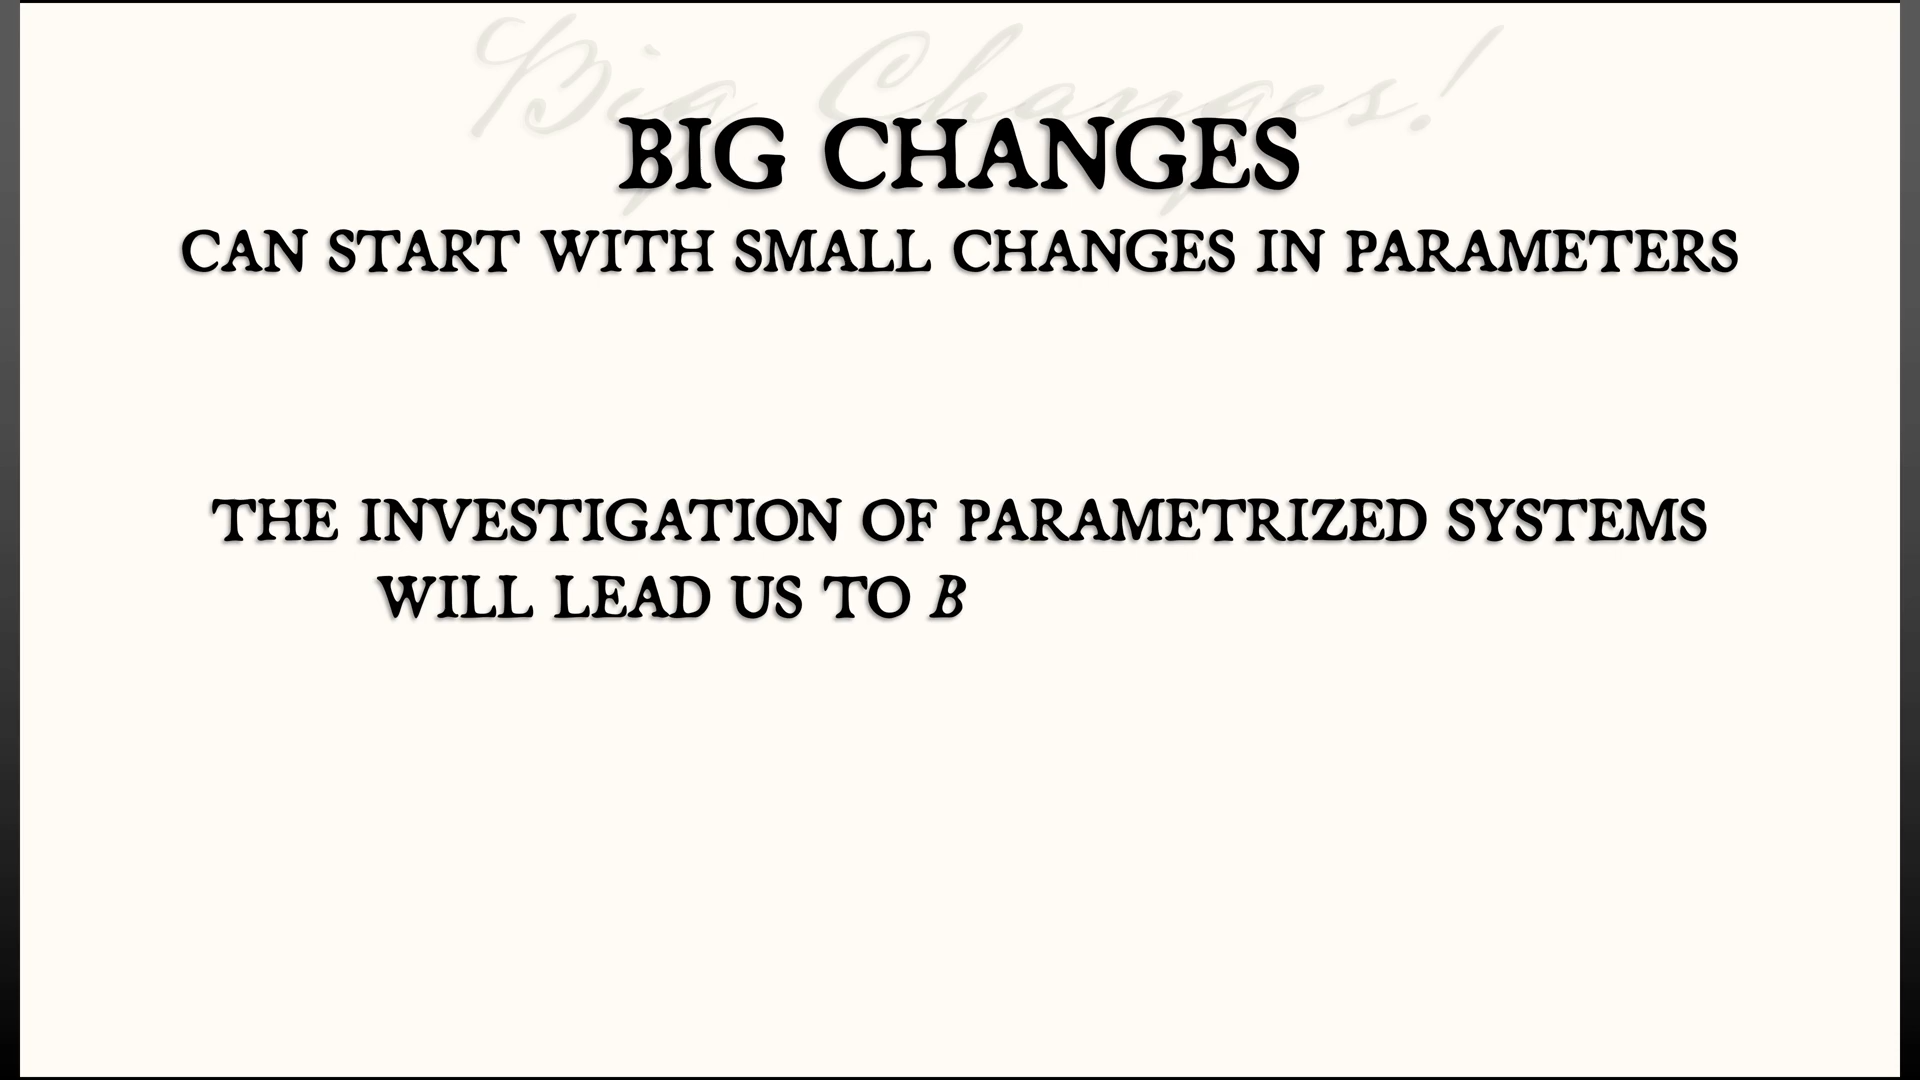 Big Changes!
BIG CHANGES
CAN START WITH SMALL CHANGES IN PARAMETERS
THE INVESTIGATION OF PARAMETRIZED SYSTEMS
WILL LEAD US TO B